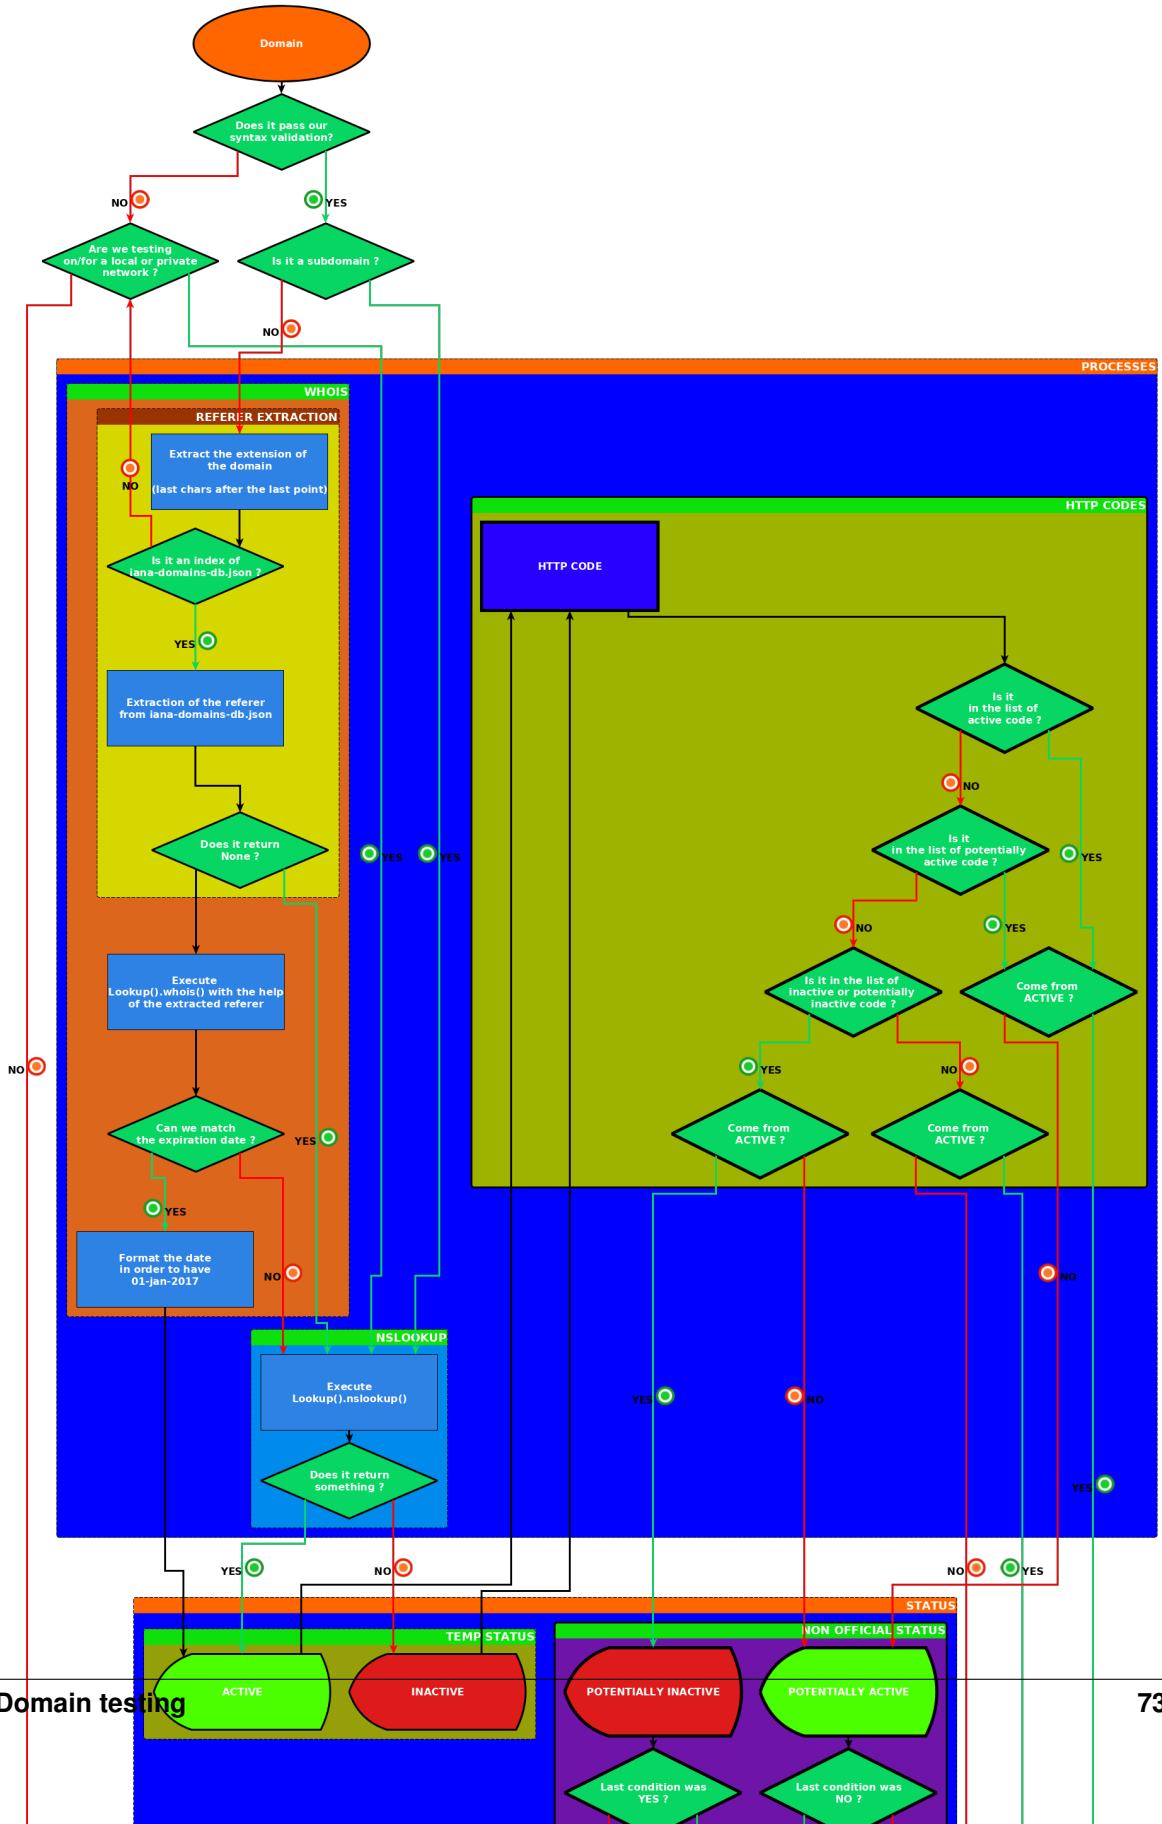 Domain
Does it pass our
syntax validation?
NO
YES
Are we testing
on/for a local or private
network ?
Is it a subdomain ?
NO
PROCESSES
WHOIS
REFERER EXTRACTION
Extract the extension of
the domain
(last chars after the last point)
NO
HTTP CODES
HTTP CODE
Is it an index of
iana-domains-db.json ?
YES
Extraction of the referer
from iana-domains-db.json
Is it
in the list of
active code ?
NO
Does it return
None ?
YES
YES
Is it
in the list of potentially
active code ?
YES
NO
YES
Execute
Lookup().whois() with the help
of the extracted referer
Is it in the list of
inactive or potentially
inactive code ?
Come from
ACTIVE ?
NO
YES
NO
Can we match
the expiration date ?
YES
Come from
ACTIVE ?
Come from
ACTIVE ?
YES
Format the date
in order to have
01-jan-2017
NO
NO
NSLOOKUP
Execute
Lookup().nslookup()
YES
NO
Does it return
something ?
YES
YES
NO
NO
YES
STATUS
TEMP STATUS
NON OFFICIAL STATUS
ACTIVE
INACTIVE
POTENTIALLY INACTIVE
POTENTIALLY ACTIVE
Domain testing
73
Last condition was
YES ?
Last condition was
NO ?